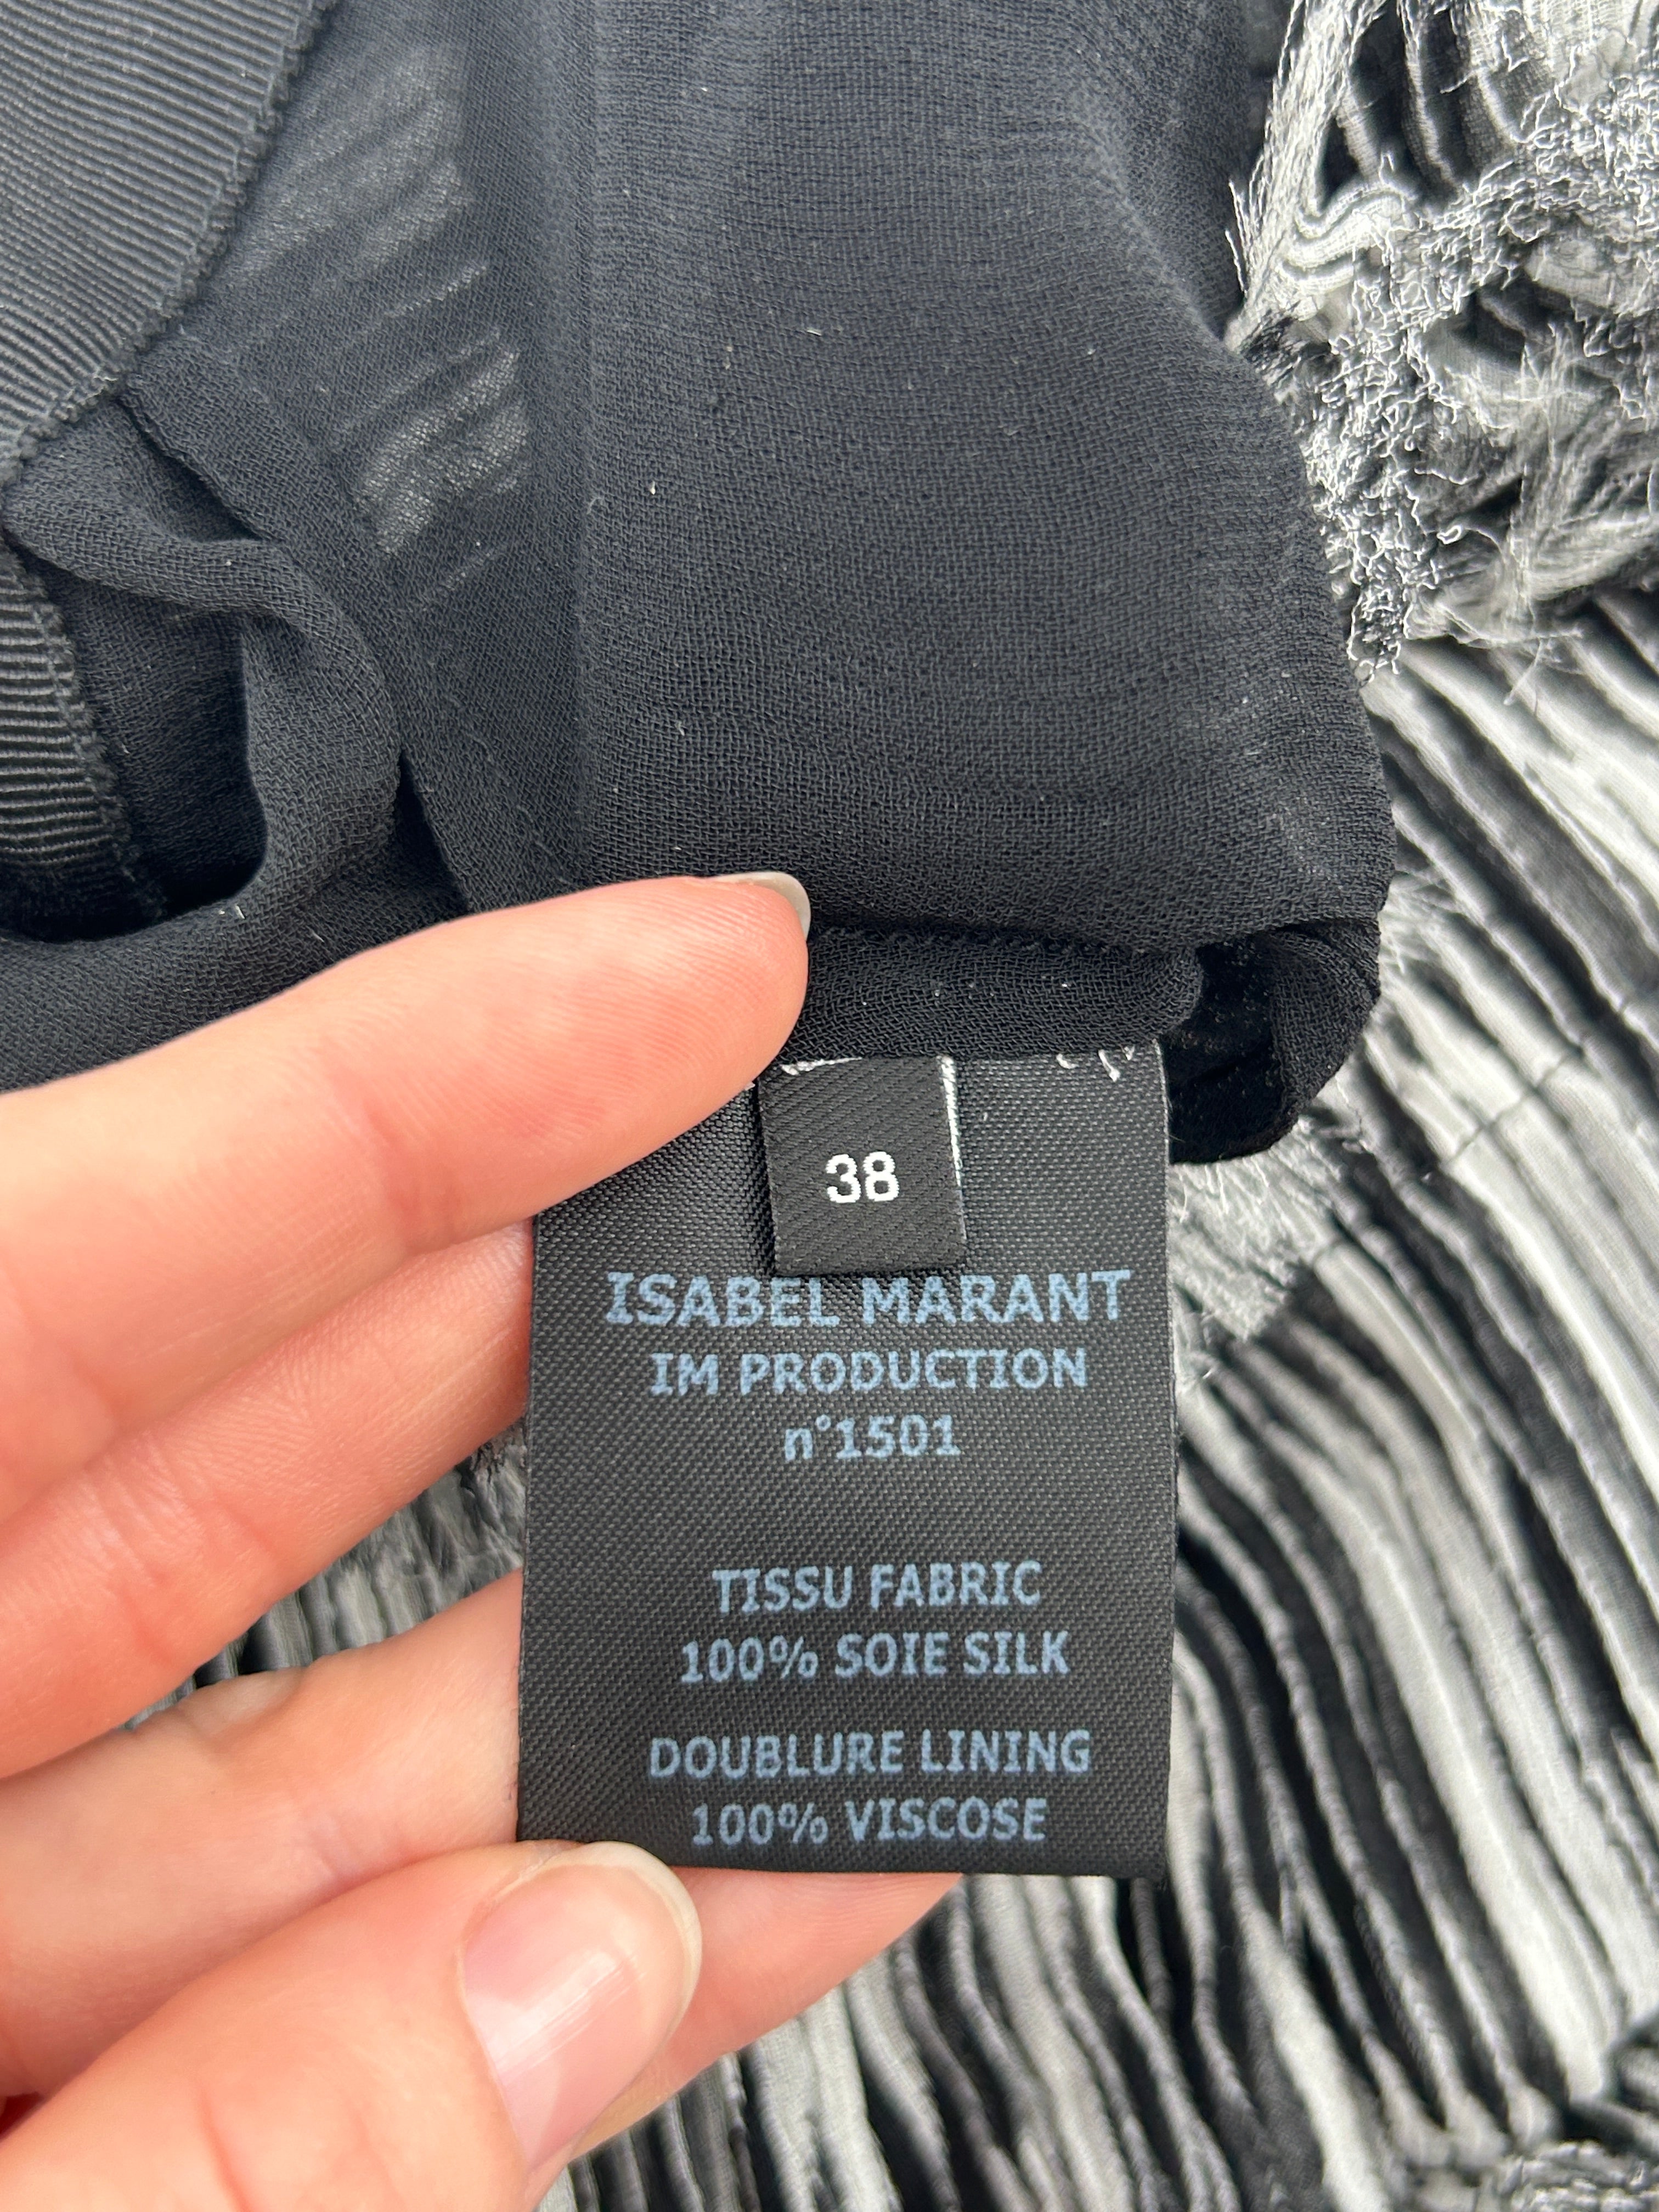 38
ISABEL MARANT
IM PRODUCTION
n°1501
TISSU FABRIC
100% SOIE SILK
DOUBLURE LINING
100% VISCOSE